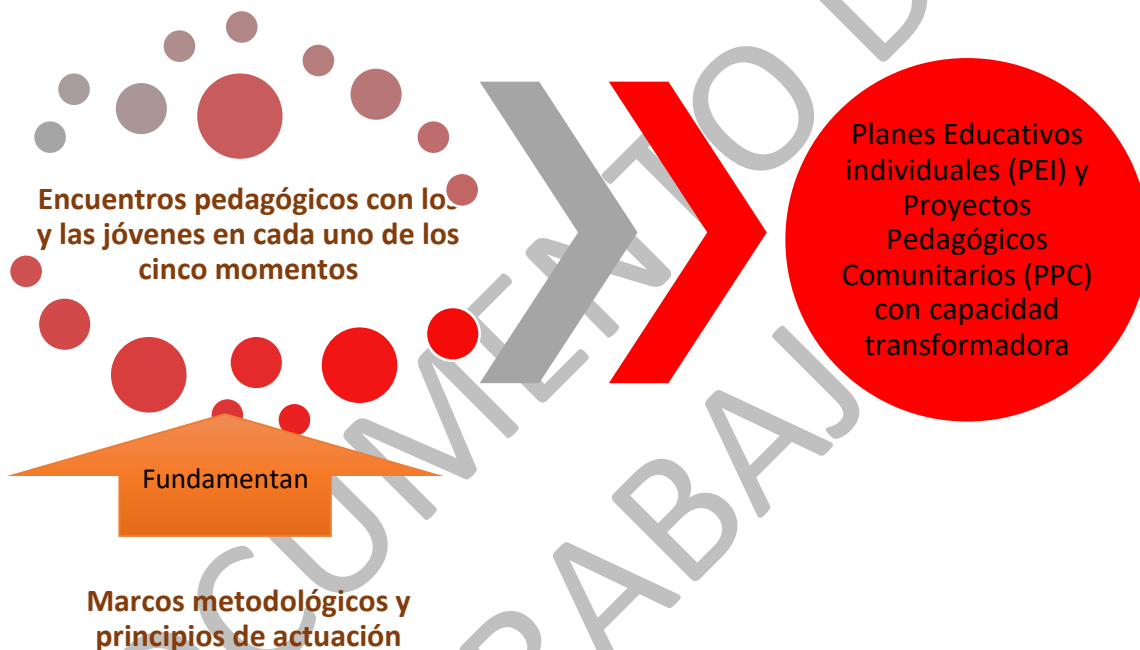 Encuentros pedagógicos con los
y las jóvenes en cada uno de los
cinco momentos
Planes Educativos
individuales (PEI) y
Proyectos
Pedagógicos
Comunitarios (PPC)
con capacidad
transformadora
Fundamentan
Marcos metodológicos y
principios de actuación